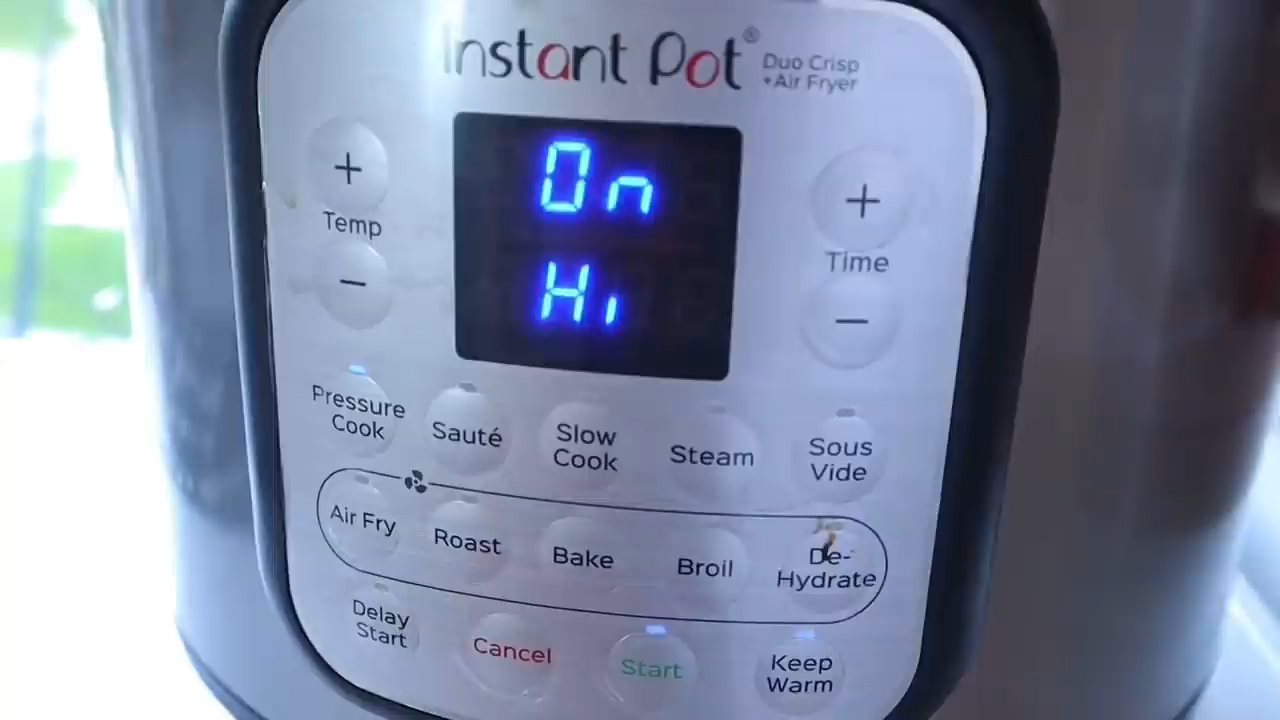 Instant Pot®
Duo Crisp
+Air Fryer
On
Hi
+
Temp
−
+
Time
−
Pressure
Cook
Sauté
Slow
Cook
Steam
Sous
Vide
Air Fry
Roast
Bake
Broil
De-
Hydrate
Delay
Start
Cancel
Start
Keep
Warm